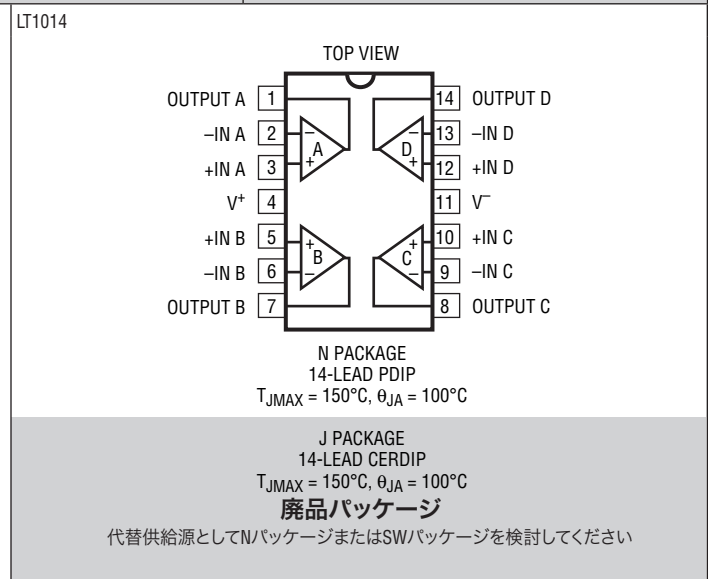 LT1014
TOP VIEW
OUTPUT A 1 14 OUTPUT D
–IN A 2 – – 13 –IN D
A D
+IN A 3 + + 12 +IN D
V+ 4 11 V–
+IN B 5 + + 10 +IN C
B C
–IN B 6 – – 9 –IN C
OUTPUT B 7 8 OUTPUT C
N PACKAGE
14-LEAD PDIP
TJMAX = 150°C, θJA = 100°C
J PACKAGE
14-LEAD CERDIP
TJMAX = 150°C, θJA = 100°C
廃品パッケージ
代替供給源としてNパッケージまたはSWパッケージを検討してください